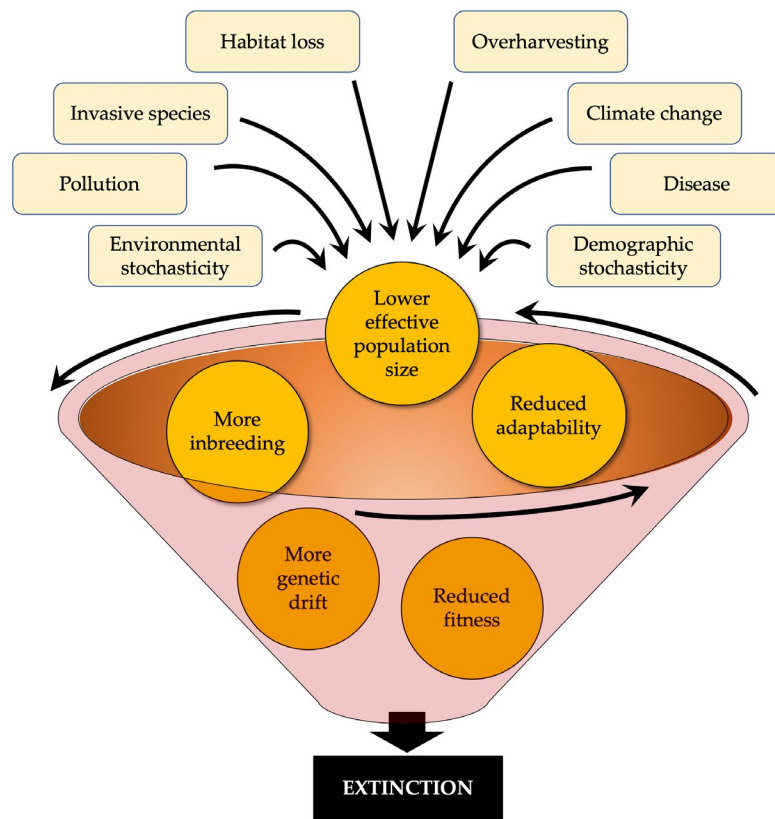 Habitat loss
Overharvesting
Invasive species
Climate change
Pollution
Disease
Environmental
stochasticity
Demographic
stochasticity
Lower
effective
population
size
More
inbreeding
Reduced
adaptability
More
genetic
drift
Reduced
fitness
EXTINCTION